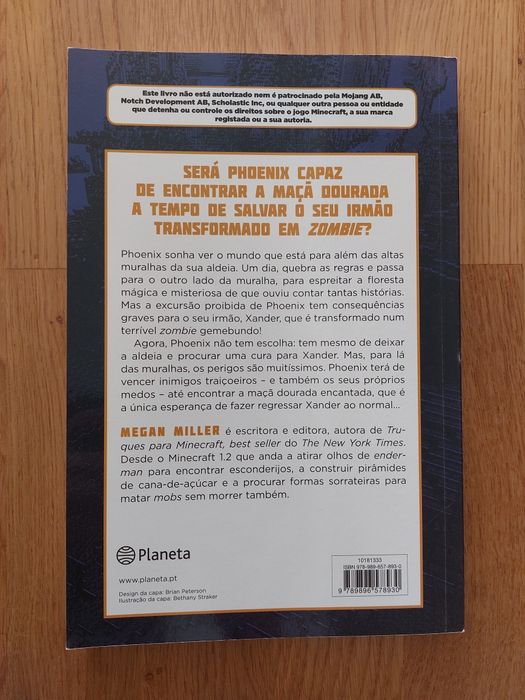 Este livro não está autorizado nem é patrocinado pela Mojang AB,
Notch Development AB, Scholastic Inc, ou qualquer outra pessoa ou entidade
que detenha ou controle os direitos sobre o jogo Minecraft, a sua marca
registada ou a sua autoria.
SERÁ PHOENIX CAPAZ
DE ENCONTRAR A MAÇÃ DOURADA
A TEMPO DE SALVAR O SEU IRMÃO
TRANSFORMADO EM ZOMBIE?
Phoenix sonha ver o mundo que está para além das altas
muralhas da sua aldeia. Um dia, quebra as regras e passa
para o outro lado da muralha, para espreitar a floresta
mágica e misteriosa de que ouviu contar tantas histórias.
Mas a excursão proibida de Phoenix tem consequências
graves para o seu irmão, Xander, que é transformado num
terrível zombie gemebundo!
Agora, Phoenix não tem escolha: tem mesmo de deixar
a aldeia e procurar uma cura para Xander. Mas, para lá
das muralhas, os perigos são muitíssimos. Phoenix terá de
vencer inimigos traiçoeiros – e também os seus próprios
medos – até encontrar a maçã dourada encantada, que é
a única esperança de fazer regressar Xander ao normal...
MEGAN MILLER é escritora e editora, autora de Tru-
ques para Minecraft, best seller do The New York Times.
Desde o Minecraft 1.2 que anda a atirar olhos de ender-
man para encontrar esconderijos, a construir pirâmides
de cana-de-açúcar e a procurar formas sorrateiras para
matar mobs sem morrer também.
Planeta
www.planeta.pt
Design da capa: Brian Peterson
Ilustração da capa: Bethany Straker
10181333
ISBN 978-989-657-893-0
9 789896 578930